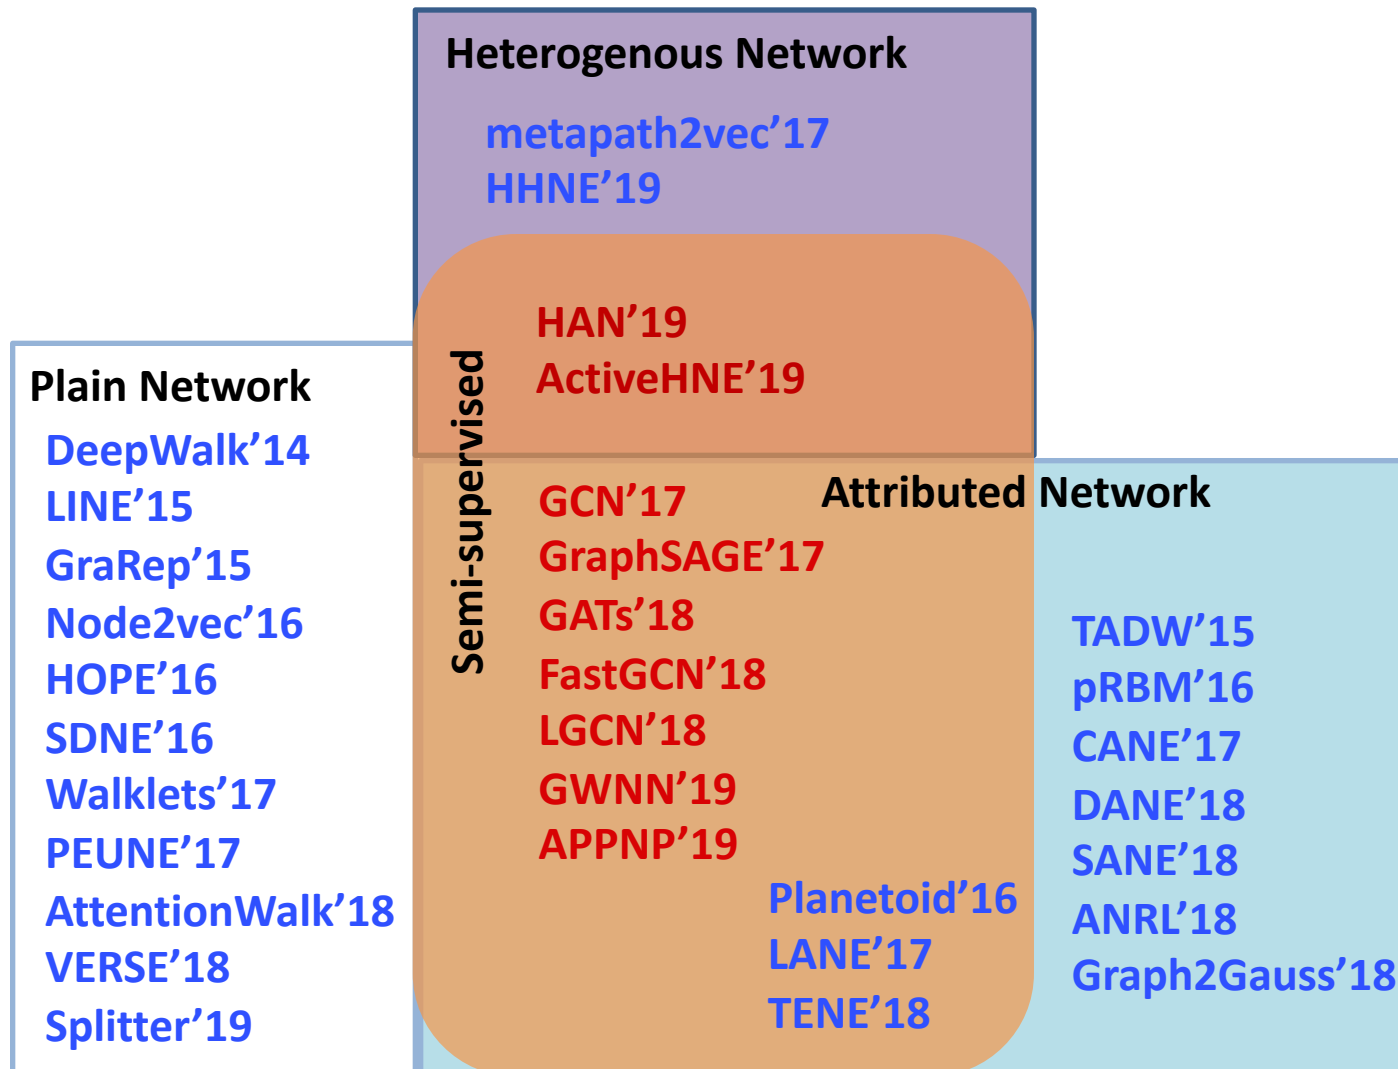 Heterogenous Network
metapath2vec’17
HHNE’19
HAN’19
ActiveHNE’19
Semi-supervised
Plain Network
DeepWalk’14
LINE’15
GraRep’15
Node2vec’16
HOPE’16
SDNE’16
Walklets’17
PEUNE’17
AttentionWalk’18
VERSE’18
Splitter’19
Attributed Network
GCN’17
GraphSAGE’17
GATs’18
FastGCN’18
LGCN’18
GWNN’19
APPNP’19
Planetoid’16
LANE’17
TENE’18
TADW’15
pRBM’16
CANE’17
DANE’18
SANE’18
ANRL’18
Graph2Gauss’18